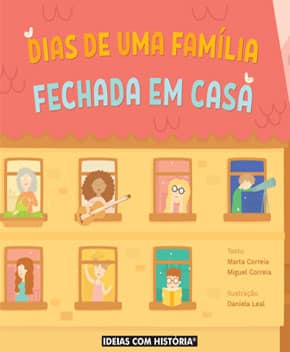 DIAS DE UMA FAMÍLIA
FECHADA EM CASA
Texto
Marta Correia
Miguel Correia
Ilustração
Daniela Leal
IDEIAS COM HISTÓRIA®